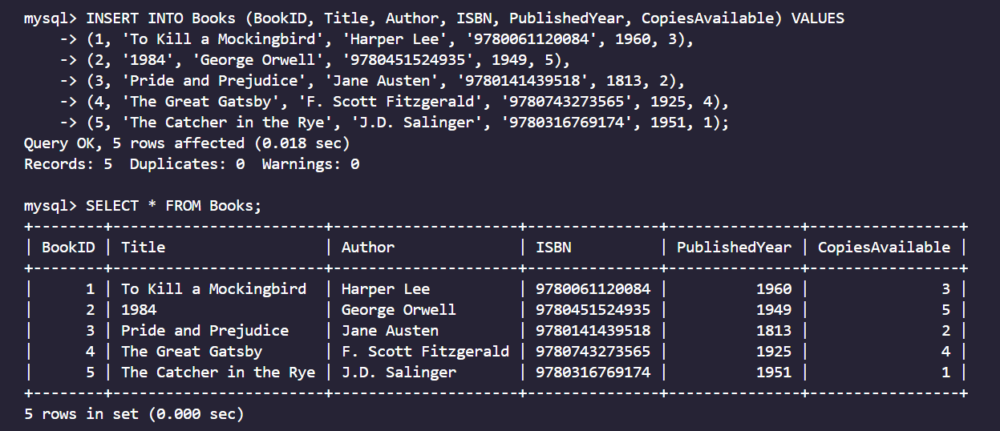 mysql> INSERT INTO Books (BookID, Title, Author, ISBN, PublishedYear, CopiesAvailable) VALUES
    -> (1, 'To Kill a Mockingbird', 'Harper Lee', '9780061120084', 1960, 3),
    -> (2, '1984', 'George Orwell', '9780451524935', 1949, 5),
    -> (3, 'Pride and Prejudice', 'Jane Austen', '9780141439518', 1813, 2),
    -> (4, 'The Great Gatsby', 'F. Scott Fitzgerald', '9780743273565', 1925, 4),
    -> (5, 'The Catcher in the Rye', 'J.D. Salinger', '9780316769174', 1951, 1);
Query OK, 5 rows affected (0.018 sec)
Records: 5  Duplicates: 0  Warnings: 0

mysql> SELECT * FROM Books;
+--------+------------------------+---------------------+---------------+---------------+-----------------+
| BookID | Title                  | Author              | ISBN          | PublishedYear | CopiesAvailable |
+--------+------------------------+---------------------+---------------+---------------+-----------------+
|      1 | To Kill a Mockingbird  | Harper Lee          | 9780061120084 |          1960 |               3 |
|      2 | 1984                   | George Orwell       | 9780451524935 |          1949 |               5 |
|      3 | Pride and Prejudice    | Jane Austen         | 9780141439518 |          1813 |               2 |
|      4 | The Great Gatsby       | F. Scott Fitzgerald | 9780743273565 |          1925 |               4 |
|      5 | The Catcher in the Rye | J.D. Salinger       | 9780316769174 |          1951 |               1 |
+--------+------------------------+---------------------+---------------+---------------+-----------------+
5 rows in set (0.000 sec)